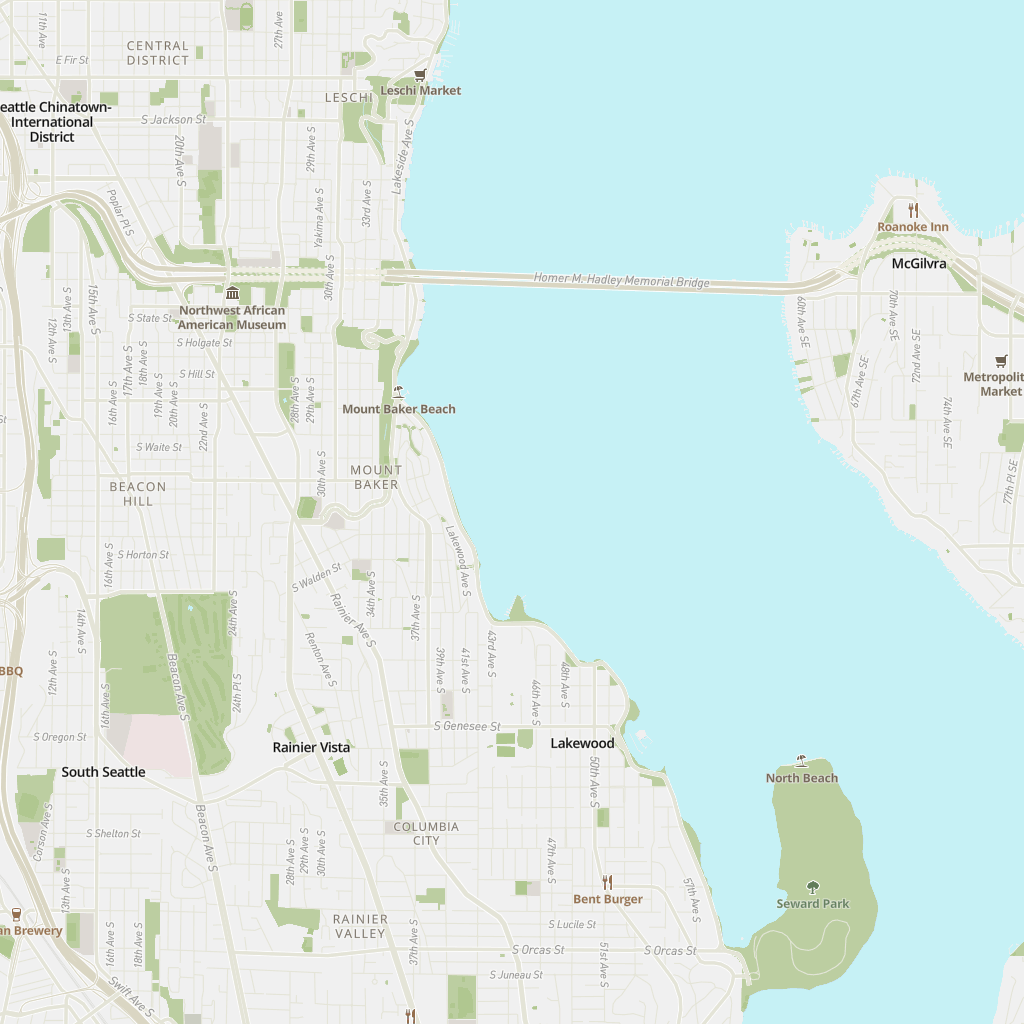 11th Ave
27th Ave
CENTRAL
DISTRICT
E Fir St
Leschi Market
LESCHI
eattle Chinatown-
International
District
S Jackson St
20th Ave S
29th Ave S
Lakeside Ave S
Poplar Pl S
Yakima Ave S
33rd Ave S
Roanoke Inn
McGilvra
30th Ave S
Homer M. Hadley Memorial Bridge
15th Ave S
13th Ave S
12th Ave S
Northwest African
American Museum
S State St
S Holgate St
60th Ave SE
70th Ave SE
72nd Ave SE
17th Ave S
18th Ave S
S Hill St
19th Ave S
20th Ave S
16th Ave S
22nd Ave S
28th Ave S
29th Ave S
Mount Baker Beach
67th Ave SE
74th Ave SE
Metropolit
Market
77th Pl SE
S Waite St
30th Ave S
MOUNT
BAKER
BEACON
HILL
S Horton St
16th Ave S
Lakewood Ave S
S Walden St
34th Ave S
14th Ave S
24th Ave S
Rainier Ave S
37th Ave S
Renton Ave S
43rd Ave S
39th Ave S
41st Ave S
46th Ave S
48th Ave S
BBQ
12th Ave S
16th Ave S
Beacon Ave S
24th Pl S
S Genesee St
S Oregon St
Rainier Vista
Lakewood
South Seattle
35th Ave S
50th Ave S
North Beach
Carson Ave S
S Shelton St
Beacon Ave S
COLUMBIA
CITY
28th Ave S
29th Ave S
30th Ave S
47th Ave S
13th Ave S
57th Ave S
Bent Burger
Seward Park
an Brewery
RAINIER
VALLEY
S Lucile St
16th Ave S
18th Ave S
37th Ave S
S Orcas St
S Orcas St
51st Ave S
S Juneau St
Swift Ave S